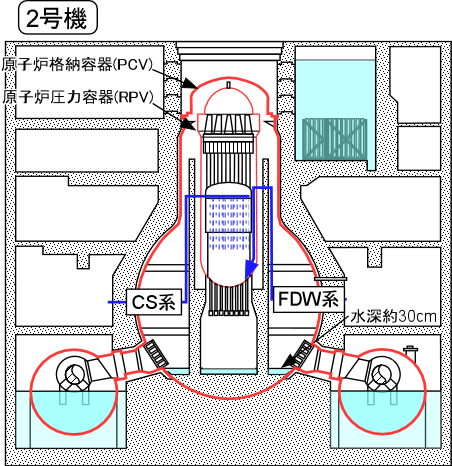 2号機
原子炉格納容器(PCV)
原子炉圧力容器(RPV)
CS系
FDW系
水深約30cm